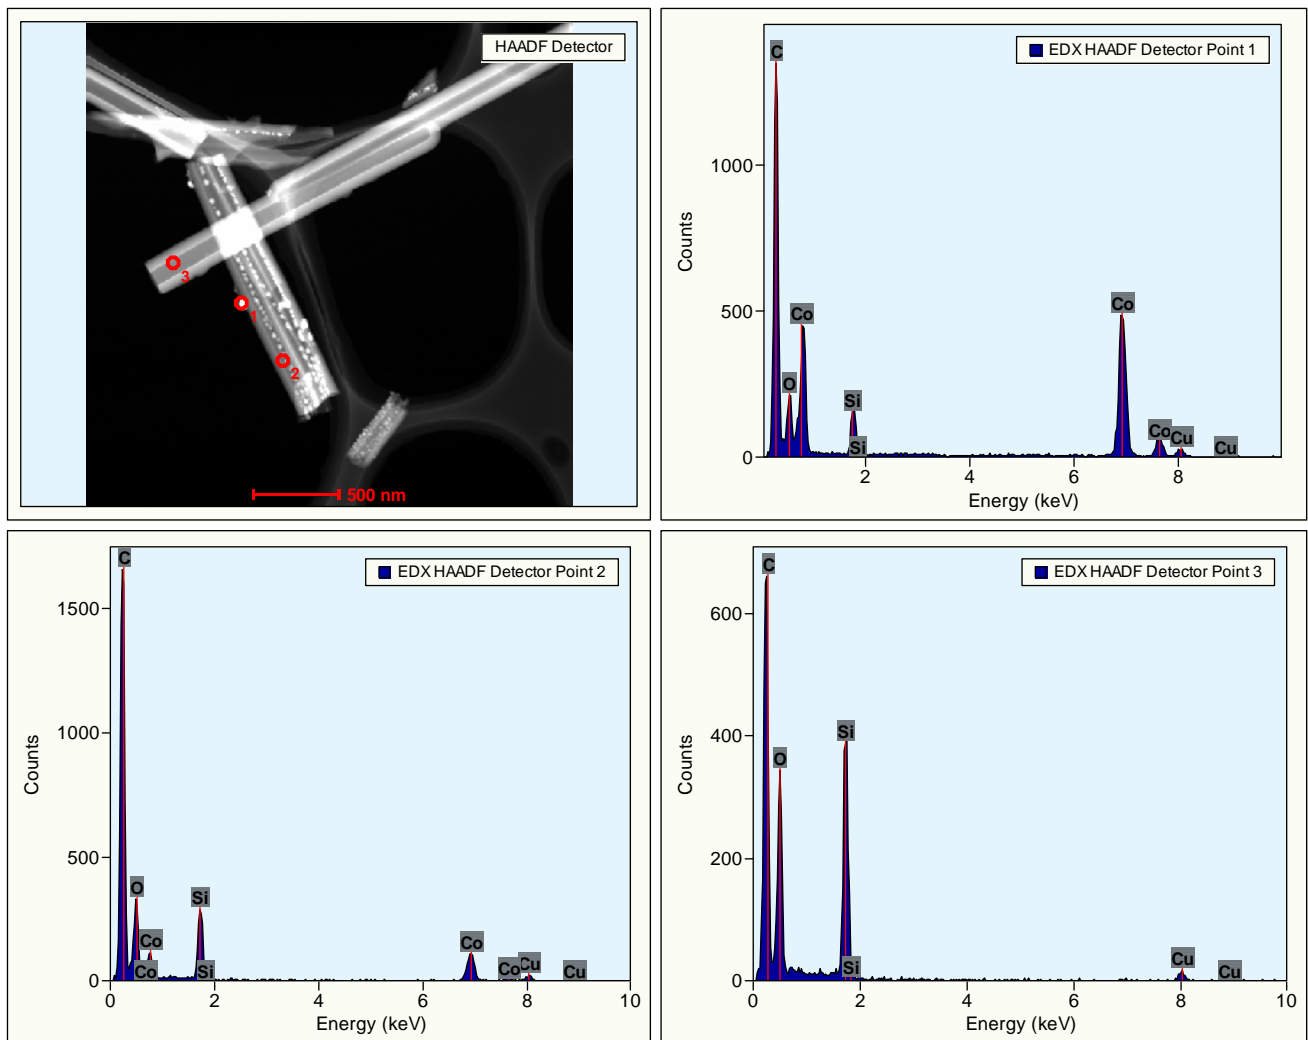 HAADF Detector
3
1
2
500 nm
EDX HAADF Detector Point 1
Counts
1000
500
0
C
O
Co
Si
Si
Co
Co
Cu
Cu
2
4
6
8
Energy (keV)
EDX HAADF Detector Point 2
Counts
1500
1000
500
0
C
O
Co
Co
Si
Si
Co
Co
Cu
Cu
0
2
4
6
8
10
Energy (keV)
EDX HAADF Detector Point 3
Counts
600
400
200
0
C
O
Si
Si
Cu
Cu
0
2
4
6
8
10
Energy (keV)